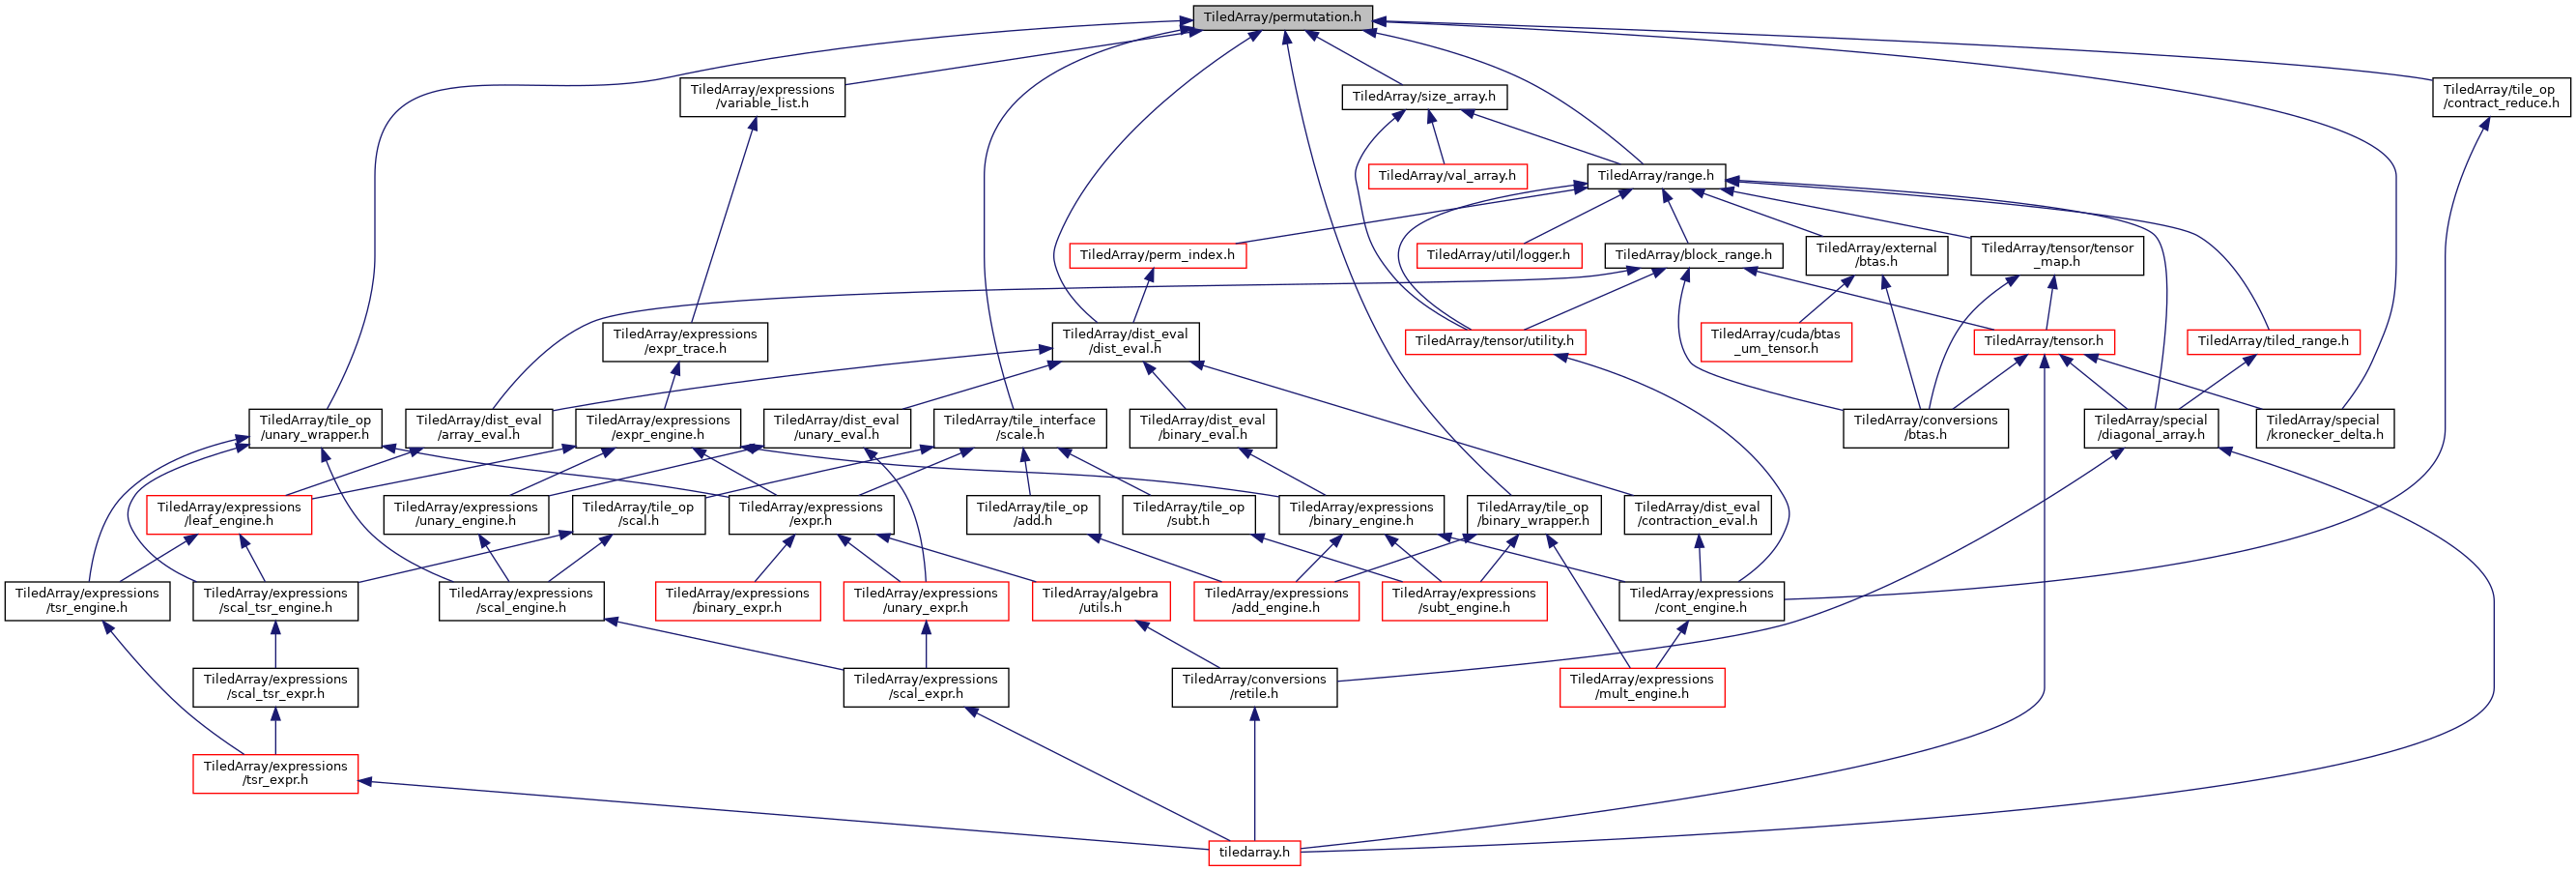 TiledArray/permutation.h
TiledArray/expressions
/variable_list.h
TiledArray/size_array.h
TiledArray/tile_op
/contract_reduce.h
TiledArray/val_array.h
TiledArray/range.h
TiledArray/perm_index.h
TiledArray/util/logger.h
TiledArray/block_range.h
TiledArray/external
/btas.h
TiledArray/tensor/tensor
_map.h
TiledArray/expressions
/expr_trace.h
TiledArray/dist_eval
/dist_eval.h
TiledArray/tensor/utility.h
TiledArray/cuda/btas
_um_tensor.h
TiledArray/tensor.h
TiledArray/tiled_range.h
TiledArray/tile_op
/unary_wrapper.h
TiledArray/dist_eval
/array_eval.h
TiledArray/expressions
/expr_engine.h
TiledArray/dist_eval
/unary_eval.h
TiledArray/tile_interface
/scale.h
TiledArray/dist_eval
/binary_eval.h
TiledArray/conversions
/btas.h
TiledArray/special
/diagonal_array.h
TiledArray/special
/kronecker_delta.h
TiledArray/expressions
/leaf_engine.h
TiledArray/expressions
/unary_engine.h
TiledArray/tile_op
/scal.h
TiledArray/expressions
/expr.h
TiledArray/tile_op
/add.h
TiledArray/tile_op
/subt.h
TiledArray/expressions
/binary_engine.h
TiledArray/tile_op
/binary_wrapper.h
TiledArray/dist_eval
/contraction_eval.h
TiledArray/expressions
/tsr_engine.h
TiledArray/expressions
/scal_tsr_engine.h
TiledArray/expressions
/scal_engine.h
TiledArray/expressions
/binary_expr.h
TiledArray/expressions
/unary_expr.h
TiledArray/algebra
/utils.h
TiledArray/expressions
/add_engine.h
TiledArray/expressions
/subt_engine.h
TiledArray/expressions
/cont_engine.h
TiledArray/expressions
/scal_tsr_expr.h
TiledArray/expressions
/scal_expr.h
TiledArray/conversions
/retile.h
TiledArray/expressions
/mult_engine.h
TiledArray/expressions
/tsr_expr.h
tiledarray.h